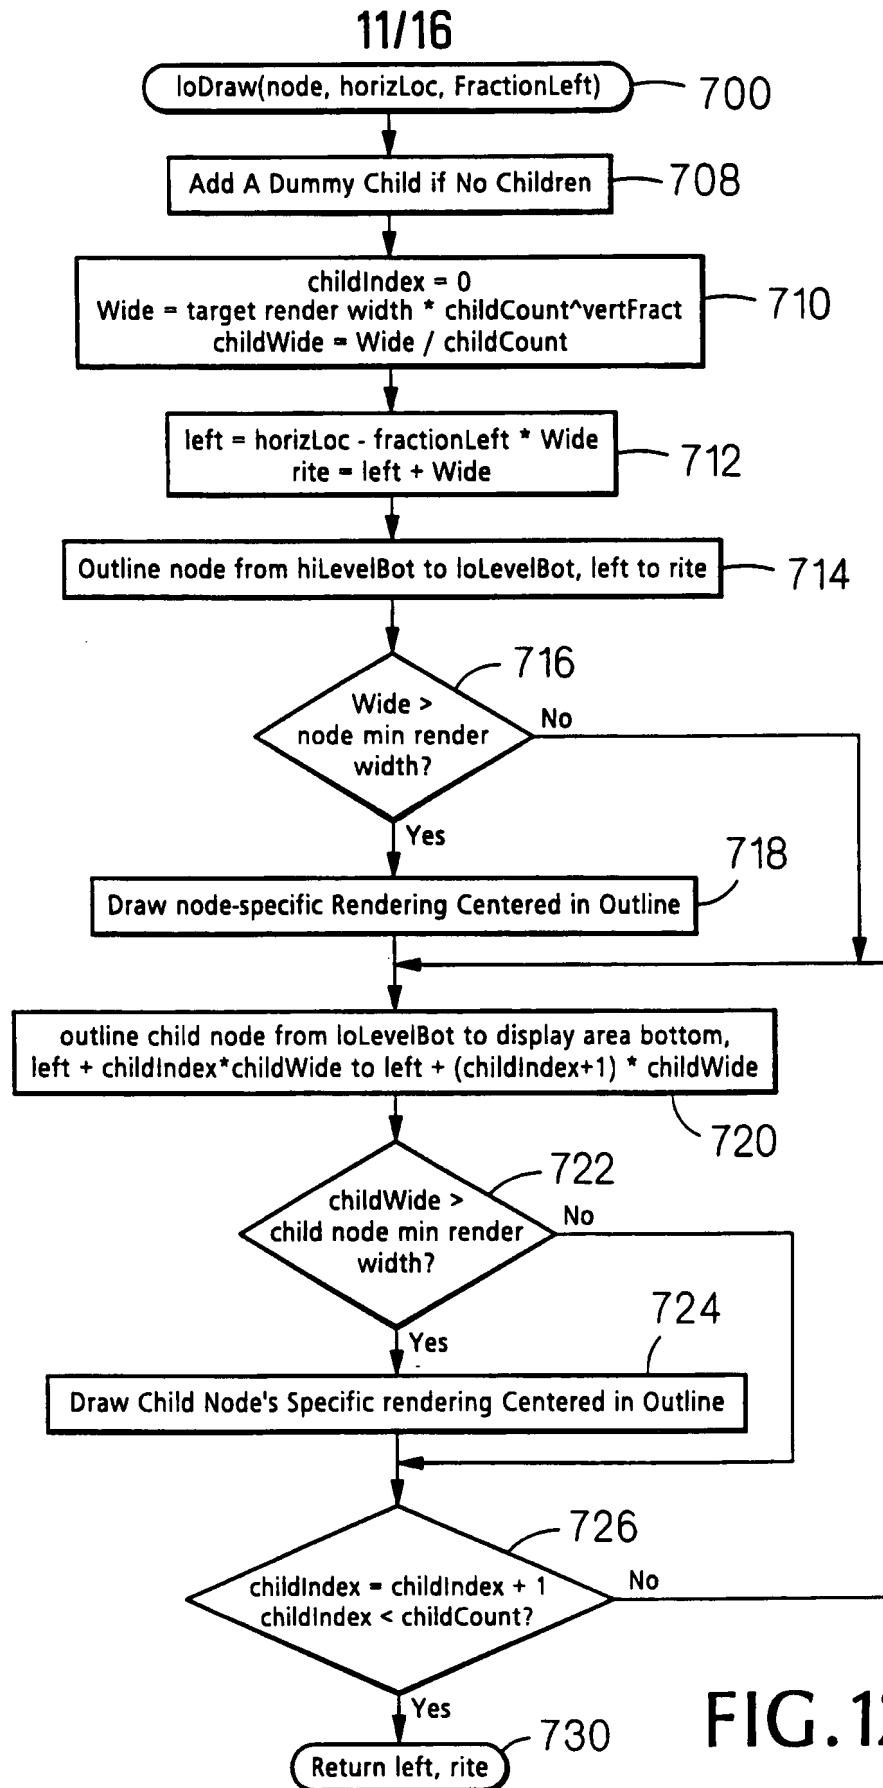 11/16
loDraw(node, horizLoc, FractionLeft)
700
Add A Dummy Child if No Children
708
childIndex = 0
Wide = target render width * childCount^vertFract
childWide = Wide / childCount
710
left = horizLoc - fractionLeft * Wide
rite = left + Wide
712
Outline node from hiLevelBot to loLevelBot, left to rite
714
716
Wide >
node min render
width?
No
Yes
718
Draw node-specific Rendering Centered in Outline
outline child node from loLevelBot to display area bottom,
left + childIndex*childWide to left + (childIndex+1) * childWide
720
722
childWide >
child node min render
width?
No
Yes
724
Draw Child Node's Specific rendering Centered in Outline
726
childIndex = childIndex + 1
childIndex < childCount?
No
Yes
730
Return left, rite